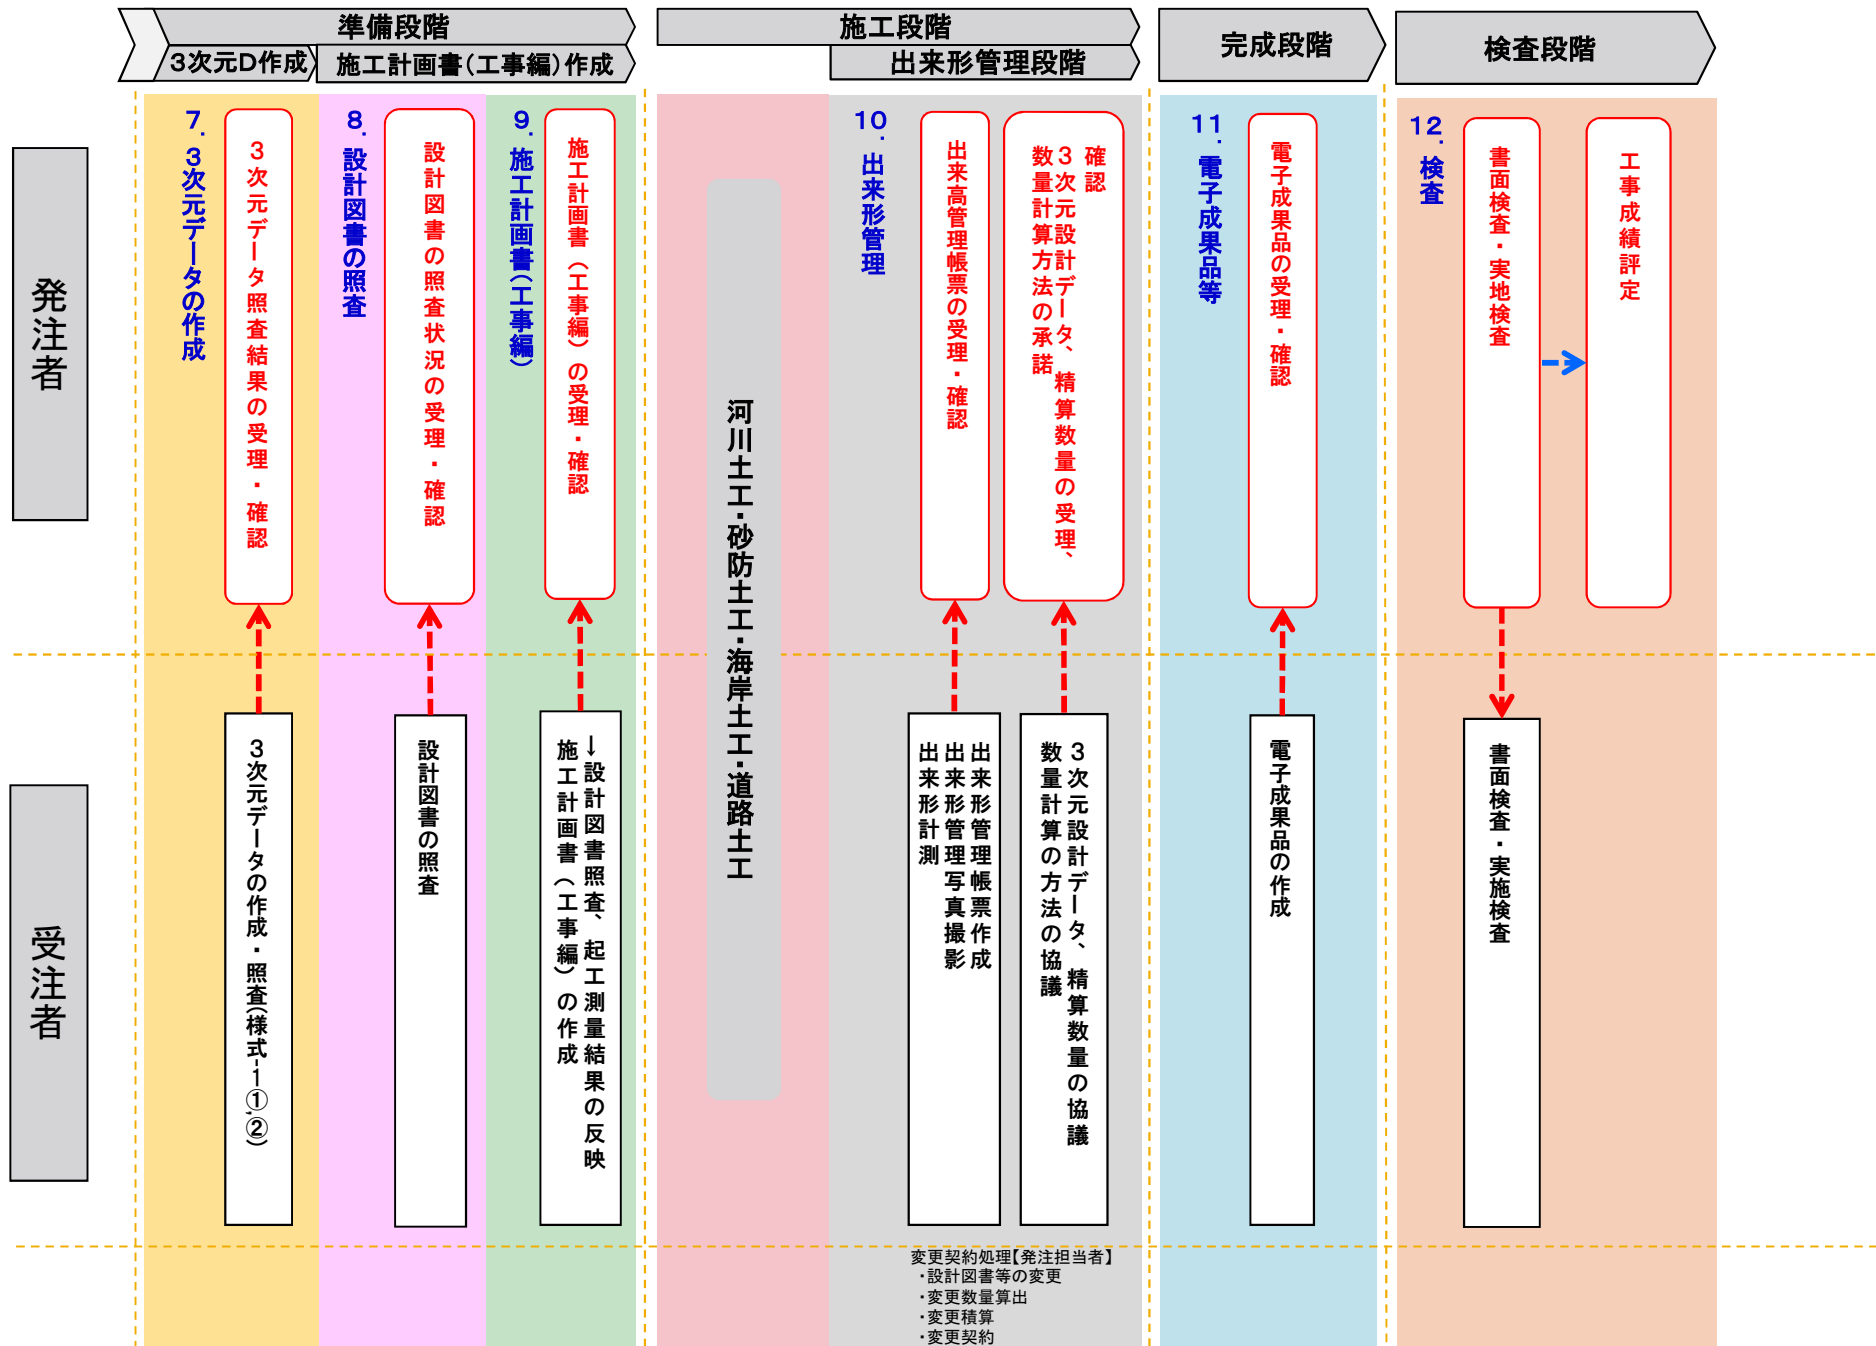 準備段階
3次元D作成
施工計画書(工事編)作成
施工段階
出来形管理段階
完成段階
検査段階
発注者
受注者
7. 3次元データの作成
3次元データ照査結果の受理・確認
3次元データの作成・照査(様式-1①,②)
8. 設計図書の照査
設計図書の照査状況の受理・確認
設計図書の照査
9. 施工計画書(工事編)
施工計画書(工事編)の受理・確認
→設計図書照査、起工測量結果の反映
施工計画書(工事編)の作成
河川土工・砂防土工・海岸土工・道路土工
10. 出来形管理
出来高管理帳票の受理・確認
確認
3次元設計データ、精算数量の受理、
数量計算方法の承諾
出来形管理帳票作成
出来形管理写真撮影
出来形計測
3次元設計データ、精算数量の協議
数量計算の方法の協議
11. 電子成果品等
電子成果品の受理・確認
電子成果品の作成
12. 検査
書面検査・実地検査
工事成績評定
書面検査・実施検査
変更契約処理【発注担当者】
・設計図書等の変更
・変更数量算出
・変更積算
・変更契約